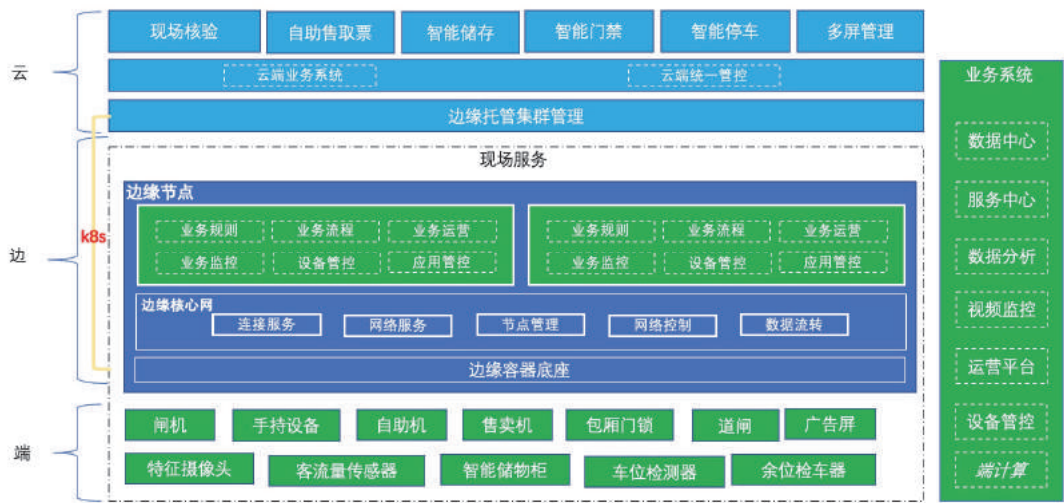 现场核验 自助售取票 智能储存 智能门禁 智能停车 多屏管理
云
云端业务系统 云端统一管控
边缘托管集群管理
现场服务
边缘节点
业务规则 业务流程 业务运营 业务规则 业务流程 业务运营
k8s
边
业务监控 设备管控 应用管控 业务监控 设备管控 应用管控
边缘核心网
连接服务 网络服务 节点管理 网络控制 数据流转
边缘容器底座
端
闸机 手持设备 自助机 售卖机 包厢门锁 道闸 广告屏
特征摄像头 客流量传感器 智能储物柜 车位检测器 余位检车器
业务系统
数据中心
服务中心
数据分析
视频监控
运营平台
设备管控
端计算